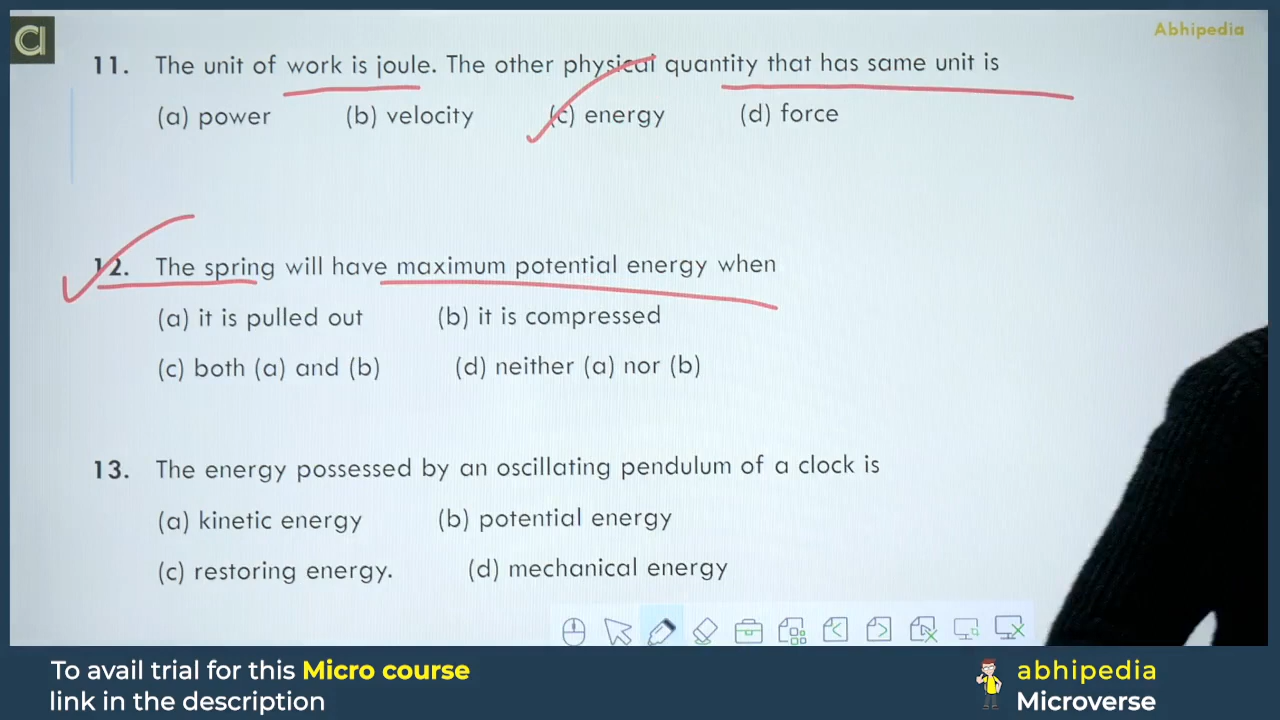 Abhipedia
11. The unit of work is joule. The other physical quantity that has same unit is
(a) power (b) velocity (c) energy (d) force
12. The spring will have maximum potential energy when
(a) it is pulled out (b) it is compressed
(c) both (a) and (b) (d) neither (a) nor (b)
13. The energy possessed by an oscillating pendulum of a clock is
(a) kinetic energy (b) potential energy
(c) restoring energy. (d) mechanical energy
To avail trial for this Micro course
link in the description
abhipedia
Microverse